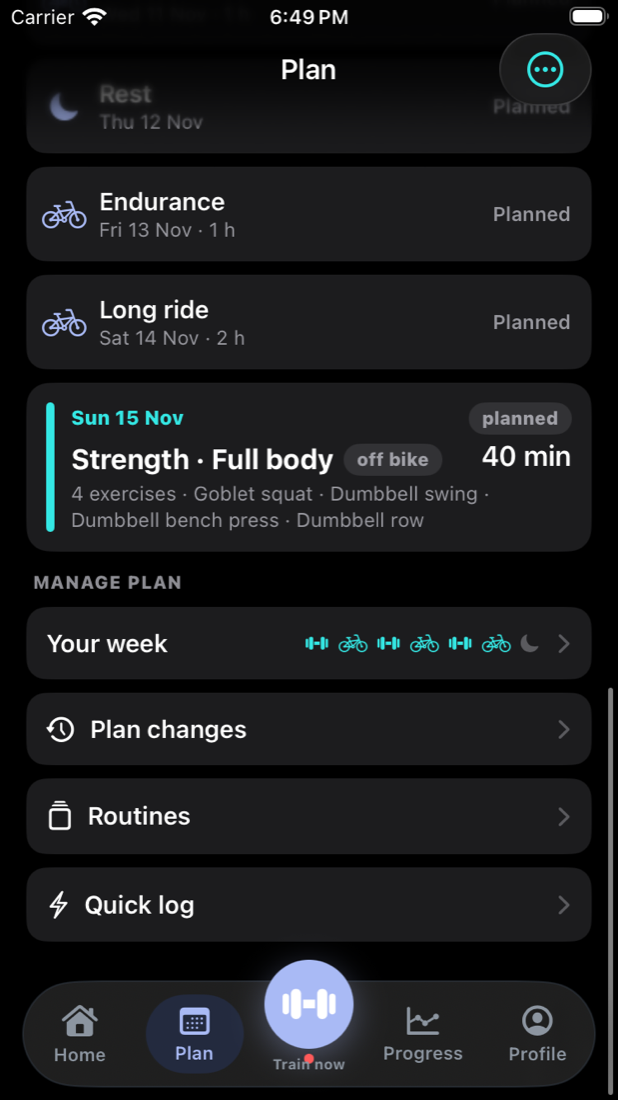 Carrier
6:49 PM
Plan
Rest
Thu 12 Nov
Planned
Endurance
Fri 13 Nov · 1 h
Planned
Long ride
Sat 14 Nov · 2 h
Planned
Sun 15 Nov
planned
Strength · Full body
off bike
40 min
4 exercises · Goblet squat · Dumbbell swing ·
Dumbbell bench press · Dumbbell row
MANAGE PLAN
Your week
Plan changes
Routines
Quick log
Home
Plan
Train now
Progress
Profile